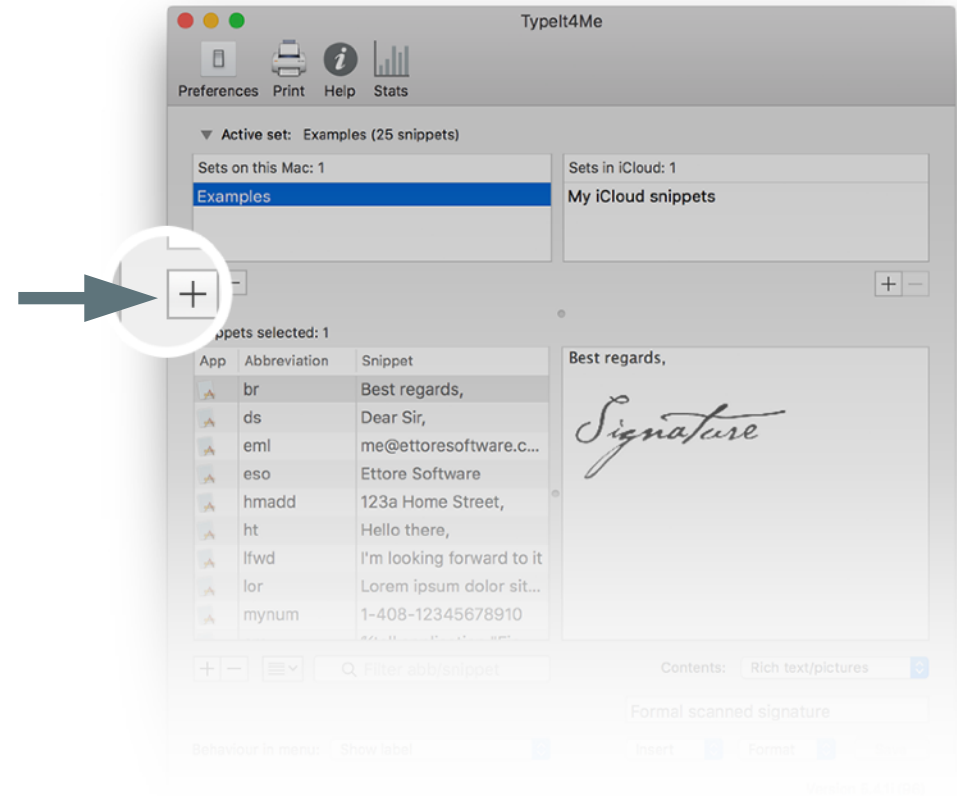 TypeIt4Me
Preferences Print Help Stats
Active set: Examples (25 snippets)
Sets on this Mac: 1
Examples
Sets in iCloud: 1
My iCloud snippets
ppets selected: 1
App Abbreviation Snippet
br Best regards,
ds Dear Sir,
eml me@ettoresoftware.c...
eso Ettore Software
hmadd 123a Home Street,
ht Hello there,
lfwd I'm looking forward to it
lor Lorem ipsum dolor sit...
mynum 1-408-12345678910
Best regards,
Signature
Filter abb/snippet
Contents: Rich text/pictures
Formal scanned signature
Behaviour in menu: Show label
Insert Format